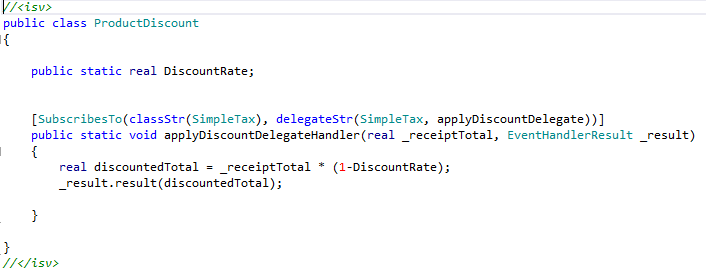 //<isv>
public class ProductDiscount
{
public static real DiscountRate;
[SubscribesTo(classStr(SimpleTax), delegateStr(SimpleTax, applyDiscountDelegate))]
public static void applyDiscountDelegateHandler(real _receiptTotal, EventHandlerResult _result)
{
real discountedTotal = _receiptTotal * (1-DiscountRate);
_result.result(discountedTotal);
}
}
//</isv>